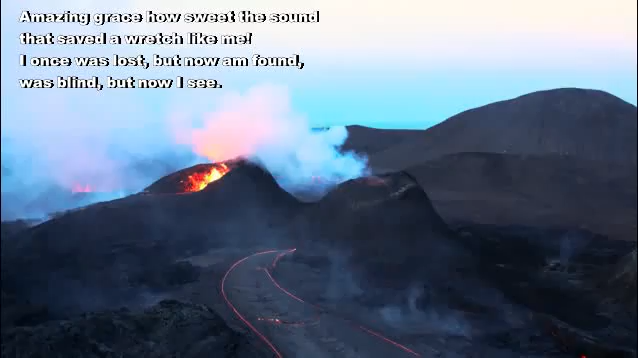 Amazing grace how sweet the sound
that saved a wretch like me!
I once was lost, but now am found,
was blind, but now I see.